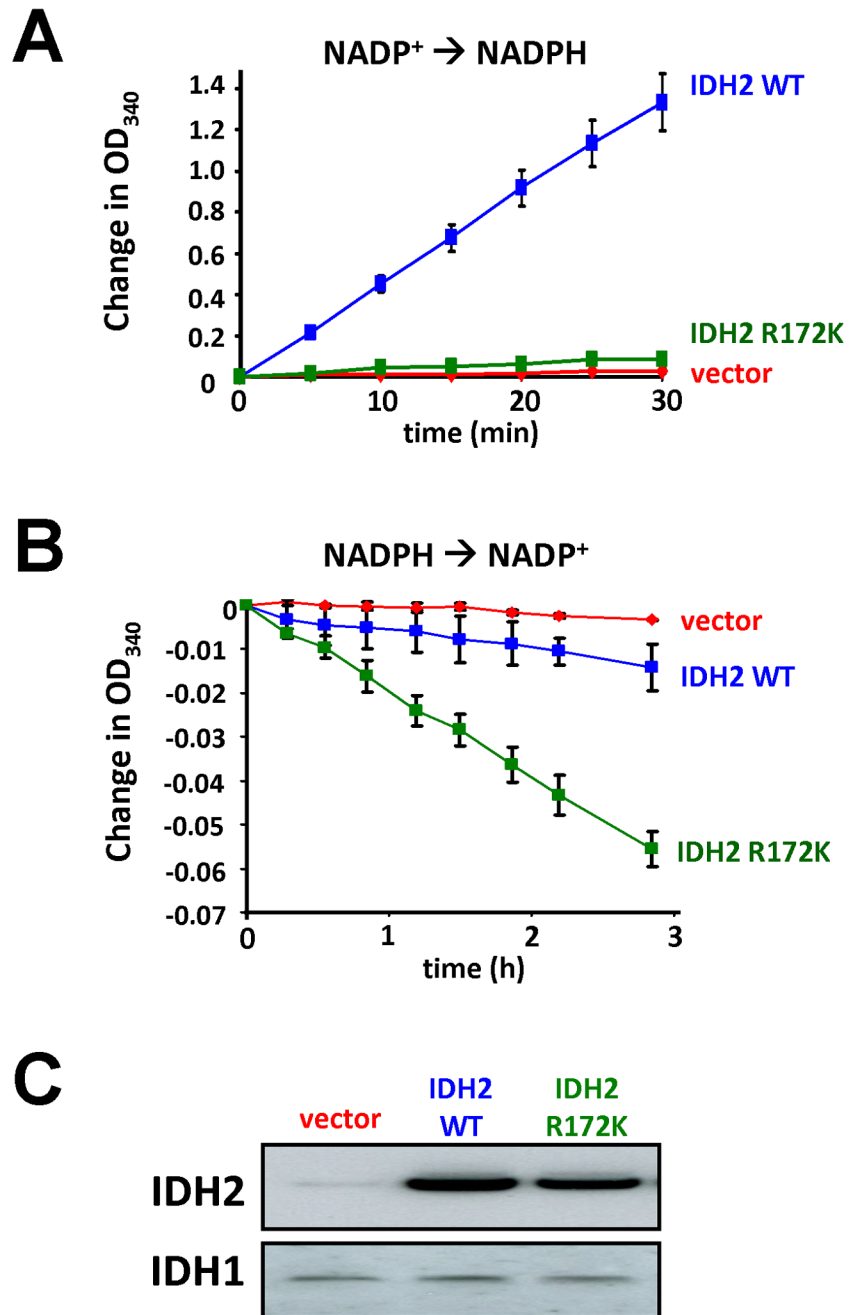 A
NADP⁺ → NADPH
Change in OD₃₄₀
1.4
1.2
1.0
0.8
0.6
0.4
0.2
0
0 10 20 30
time (min)
IDH2 WT
IDH2 R172K
vector
B
NADPH → NADP⁺
Change in OD₃₄₀
0
-0.01
-0.02
-0.03
-0.04
-0.05
-0.06
-0.07
0 1 2 3
time (h)
vector
IDH2 WT
IDH2 R172K
C
vector
IDH2
WT
IDH2
R172K
IDH2
IDH1